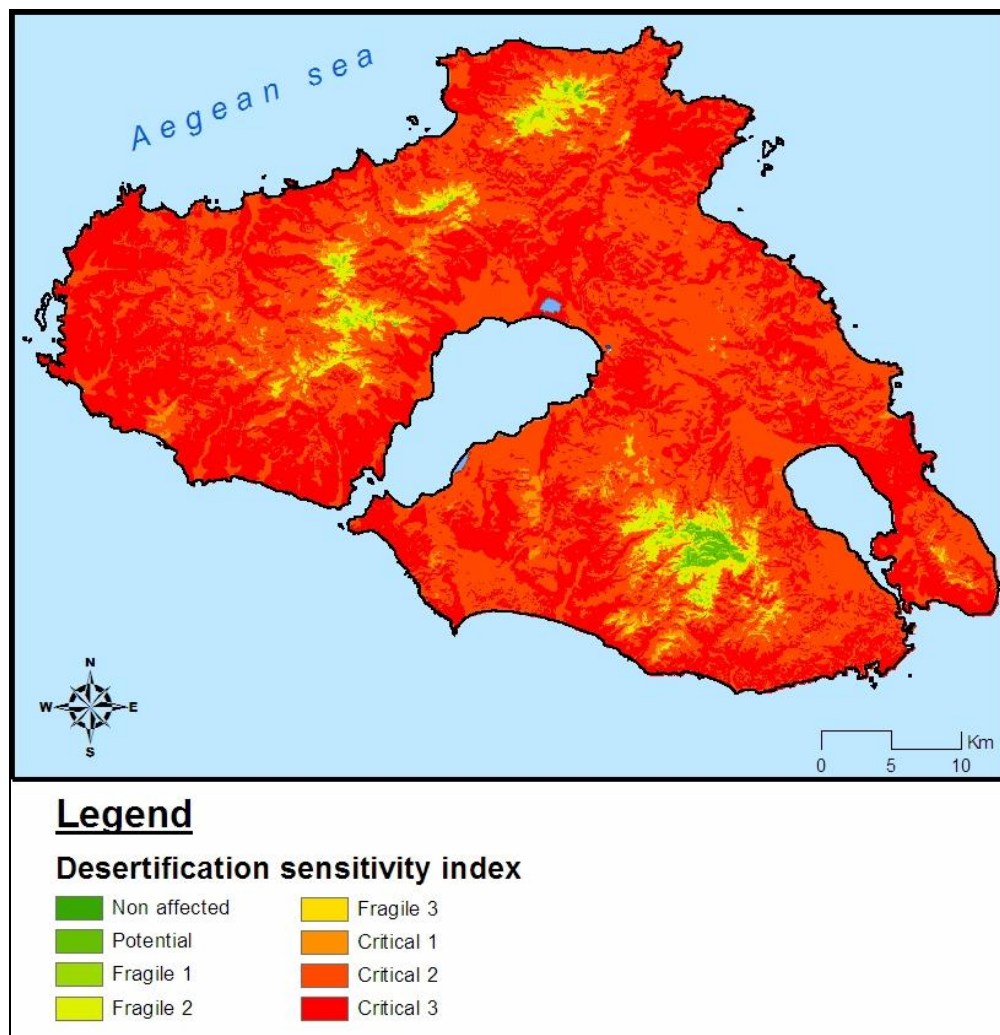 Aegean sea
N
W E
S
Km
0 5 10
Legend
Desertification sensitivity index
Non affected
Potential
Fragile 1
Fragile 2
Fragile 3
Critical 1
Critical 2
Critical 3